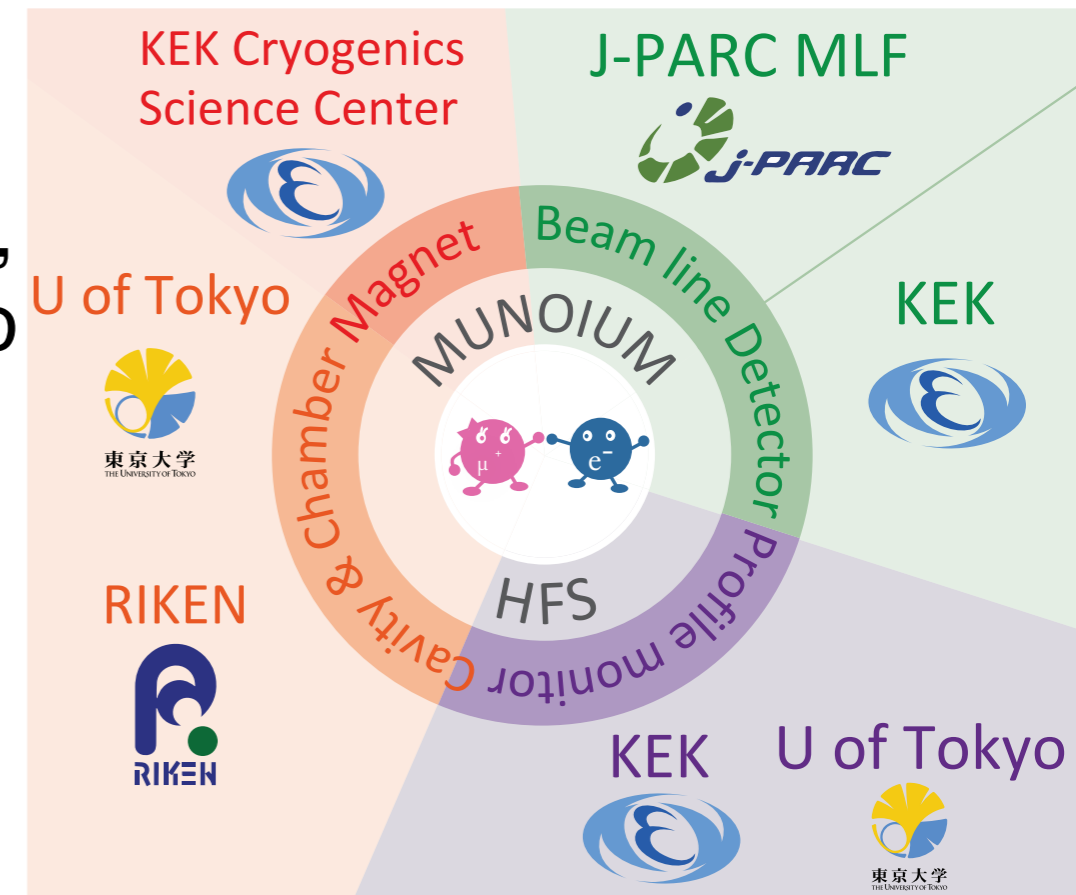 KEK Cryogenics
Science Center
J-PARC MLF
J-PARC
,
U of Tokyo
東京大学
THE UNIVERSITY OF TOKYO
KEK
Magnet
Beam line
Detector
MUNOIUM
μ+
e−
HFS
Cavity & Chamber
Profile monitor
RIKEN
RIKEN
KEK
U of Tokyo
東京大学
THE UNIVERSITY OF TOKYO